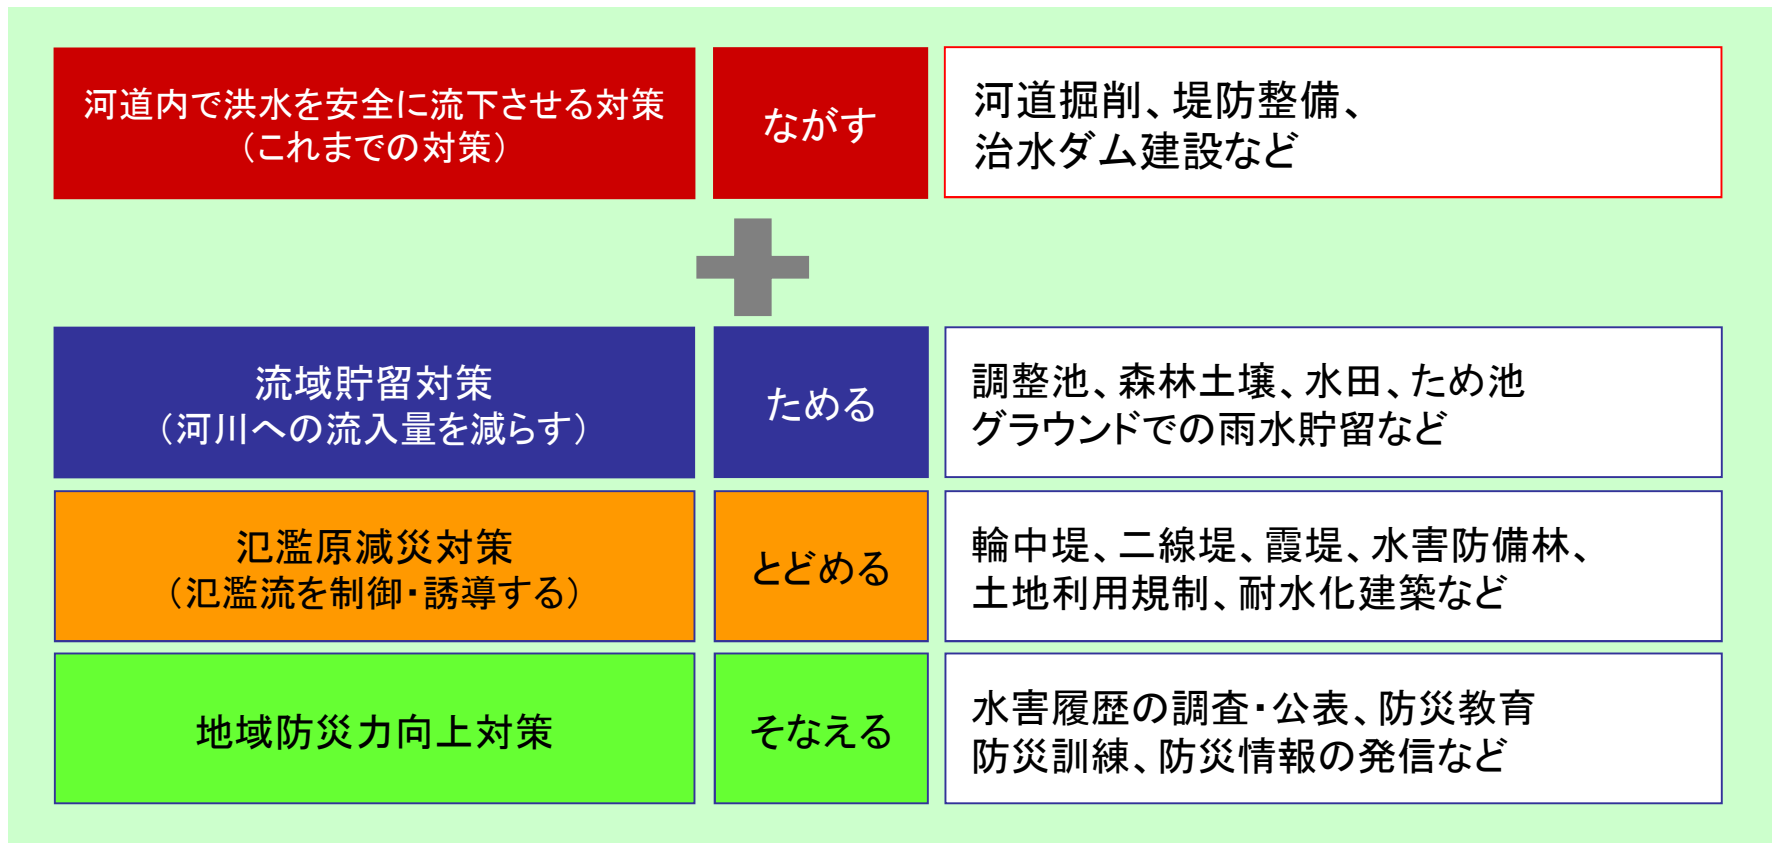 河道内で洪水を安全に流下させる対策
（これまでの対策）
ながす
河道掘削、堤防整備、
治水ダム建設など
流域貯留対策
（河川への流入量を減らす）
ためる
調整池、森林土壌、水田、ため池
グラウンドでの雨水貯留など
氾濫原減災対策
（氾濫流を制御・誘導する）
とどめる
輪中堤、二線堤、霞堤、水害防備林、
土地利用規制、耐水化建築など
地域防災力向上対策
そなえる
水害履歴の調査・公表、防災教育
防災訓練、防災情報の発信など